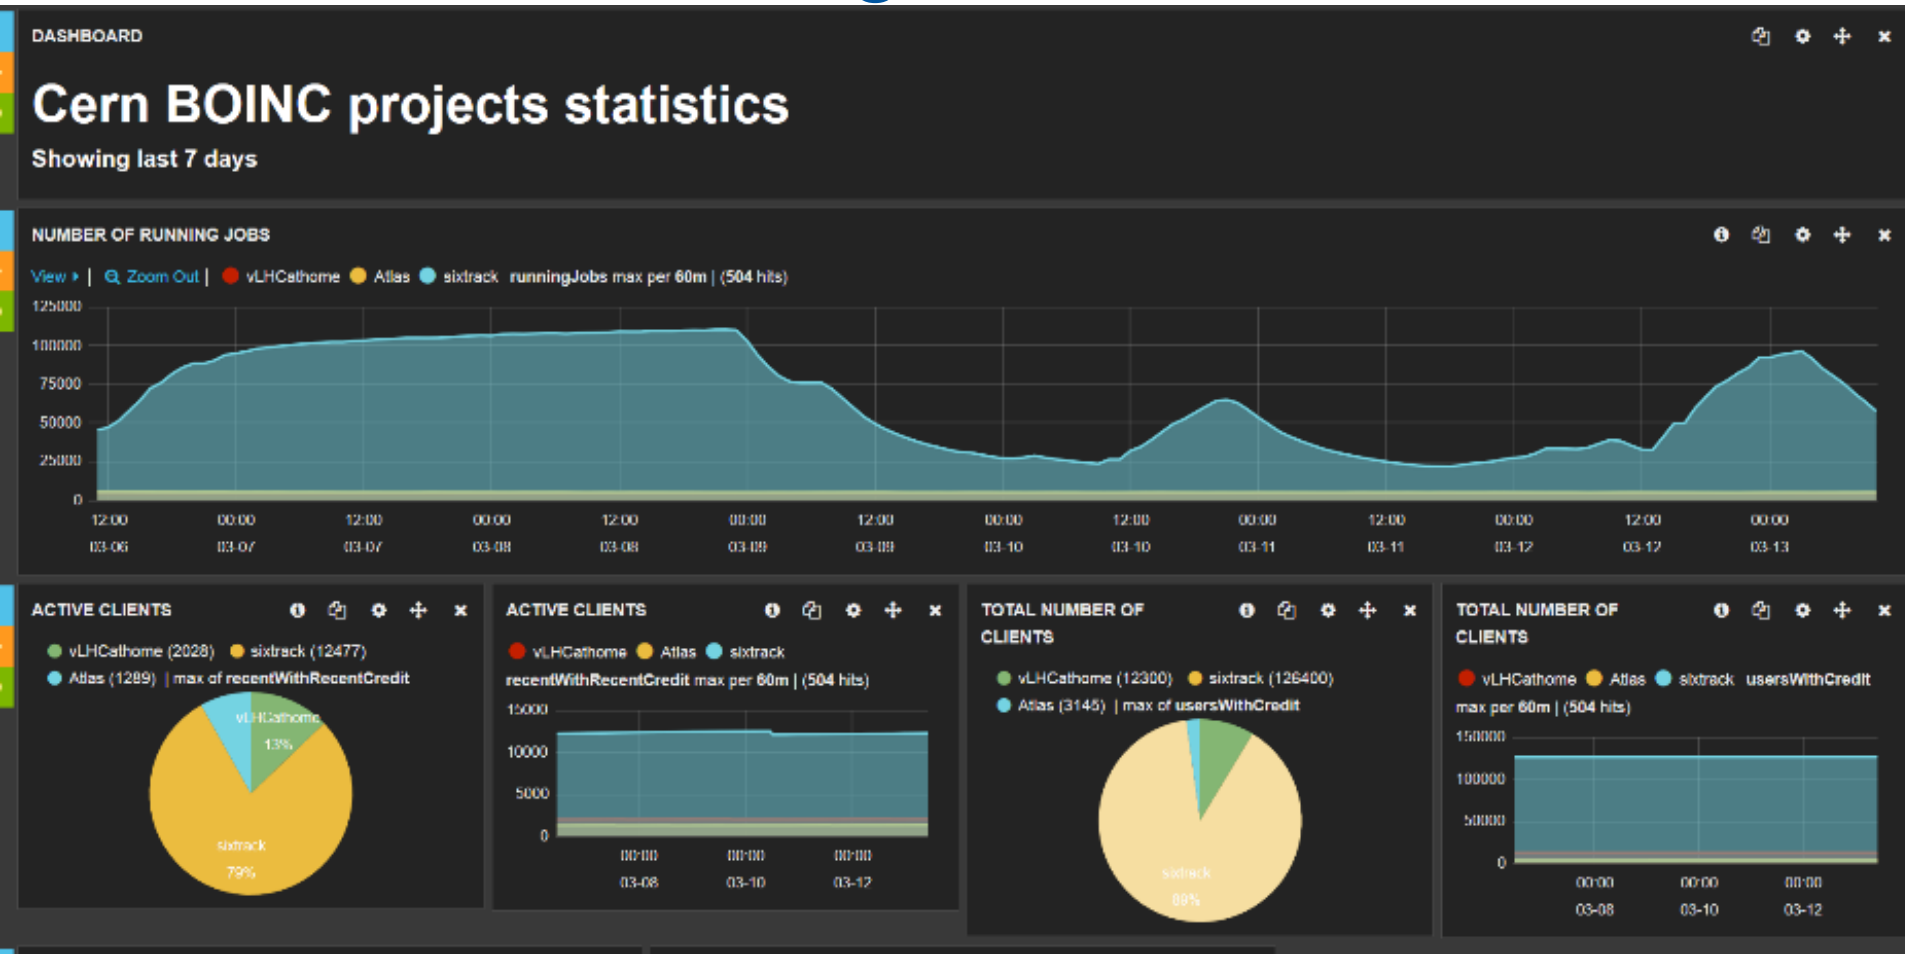 DASHBOARD
Cern BOINC projects statistics
Showing last 7 days
NUMBER OF RUNNING JOBS
View | Zoom Out | vLHCathome Atlas sixtrack runningJobs max per 60m | (504 hits)
125000
100000
75000
50000
25000
0
12:00 00:00 12:00 00:00 12:00 00:00 12:00 00:00 12:00 00:00 12:00 00:00 12:00 00:00
03-06 03-07 03-07 03-08 03-08 03-09 03-09 03-10 03-10 03-11 03-11 03-12 03-12 03-13
ACTIVE CLIENTS
vLHCathome (2028) sixtrack (12477)
Atlas (1289) | max of recentWithRecentCredit
vLHCathome
13%
sixtrack
79%
ACTIVE CLIENTS
vLHCathome Atlas sixtrack
recentWithRecentCredit max per 60m | (504 hits)
15000
10000
5000
0
00:00 00:00 00:00
03-08 03-10 03-12
TOTAL NUMBER OF
CLIENTS
vLHCathome (12300) sixtrack (126400)
Atlas (3145) | max of usersWithCredit
sixtrack
89%
TOTAL NUMBER OF
CLIENTS
vLHCathome Atlas sixtrack usersWithCredit
max per 60m | (504 hits)
150000
100000
50000
0
00:00 00:00 00:00
03-08 03-10 03-12